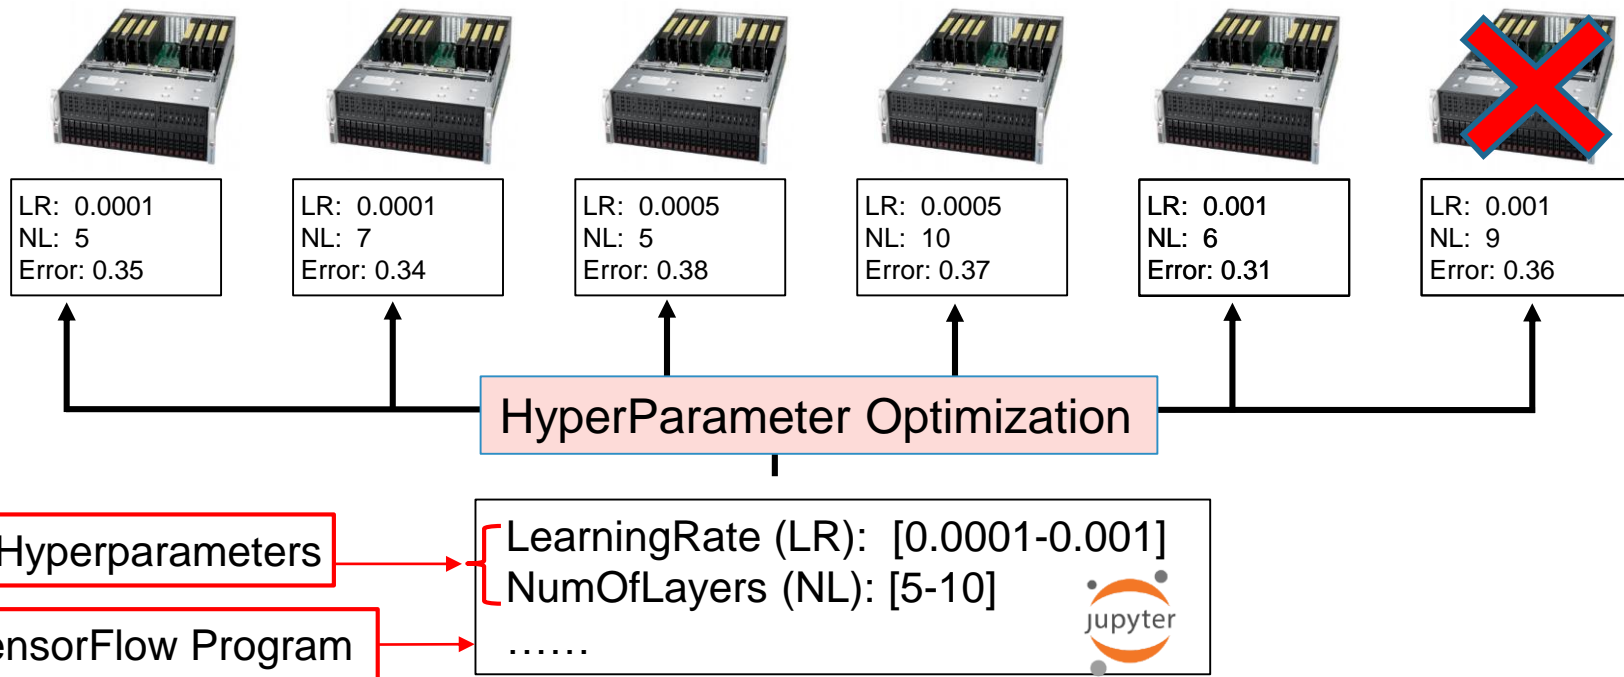 LR: 0.0001
NL: 5
Error: 0.35
LR: 0.0001
NL: 7
Error: 0.34
LR: 0.0005
NL: 5
Error: 0.38
LR: 0.0005
NL: 10
Error: 0.37
LR: 0.001
NL: 6
Error: 0.31
LR: 0.001
NL: 9
Error: 0.36
HyperParameter Optimization
Hyperparameters
LearningRate (LR): [0.0001-0.001]
NumOfLayers (NL): [5-10]
......
jupyter
ensorFlow Program